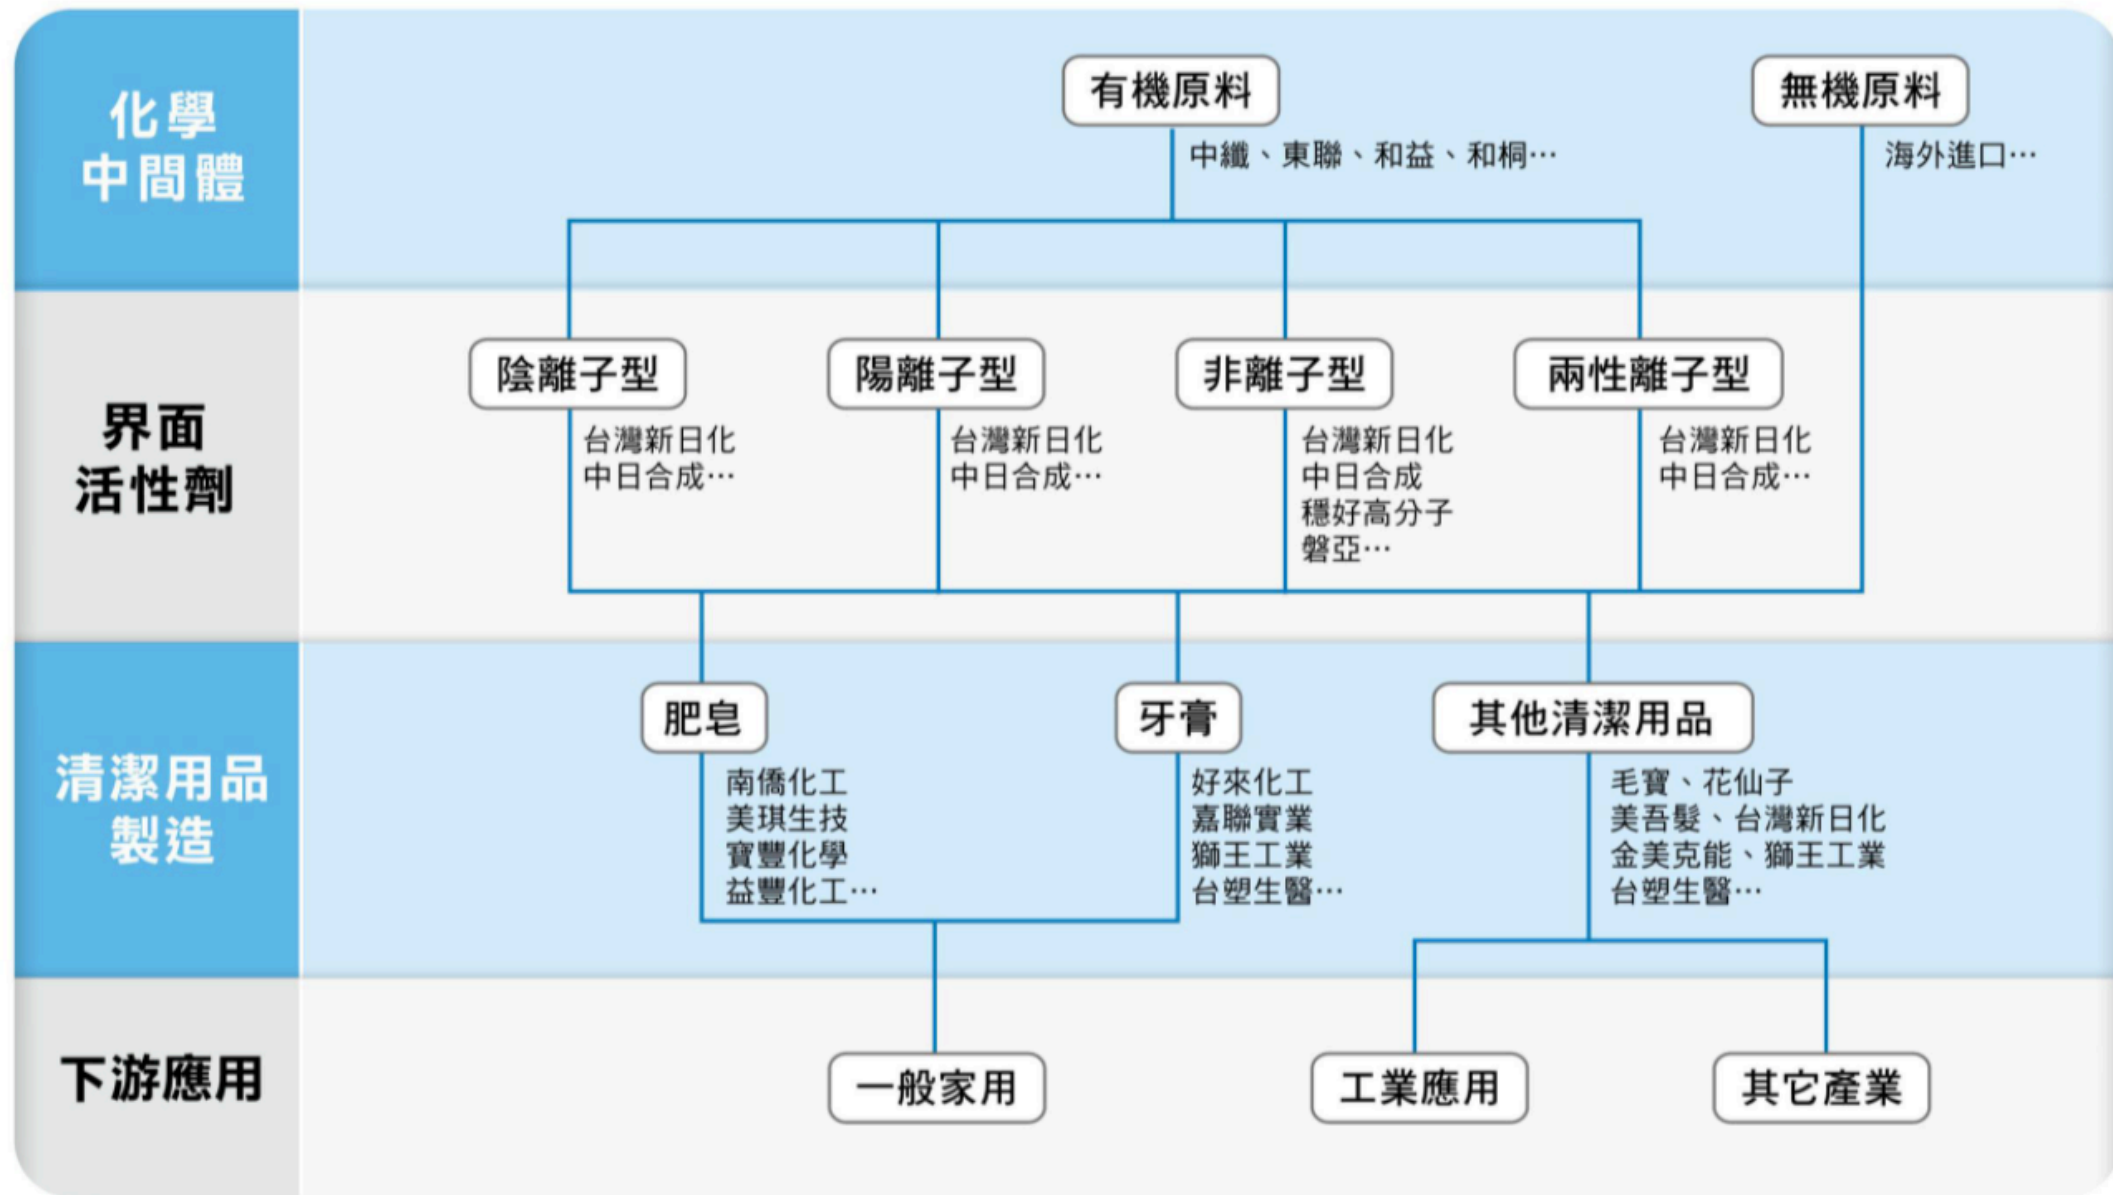 化學
中間體
有機原料
中纖、東聯、和益、和桐…
無機原料
海外進口…
界面
活性劑
陰離子型
台灣新日化
中日合成…
陽離子型
台灣新日化
中日合成…
非離子型
台灣新日化
中日合成
穩好高分子
磐亞…
兩性離子型
台灣新日化
中日合成…
清潔用品
製造
肥皂
南僑化工
美琪生技
寶豐化學
益豐化工…
牙膏
好來化工
嘉聯實業
獅王工業
台塑生醫…
其他清潔用品
毛寶、花仙子
美吾髮、台灣新日化
金美克能、獅王工業
台塑生醫…
下游應用
一般家用
工業應用
其它產業